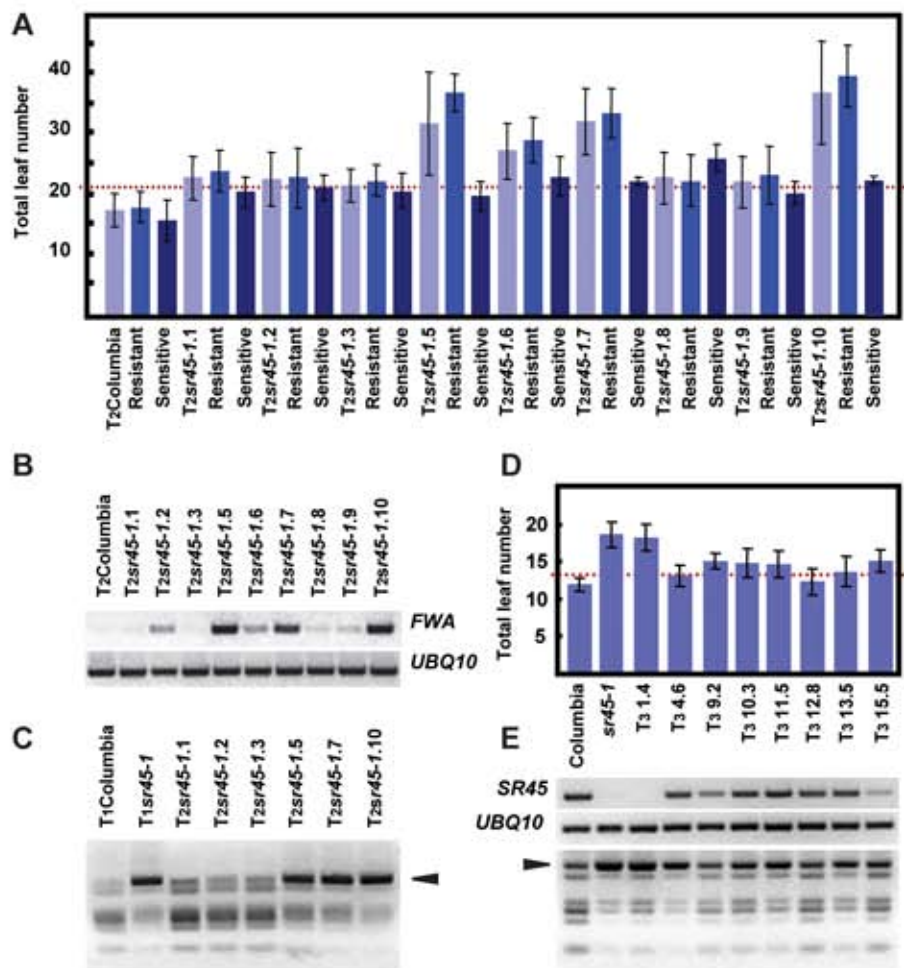 A
Total leaf number
40
30
20
10
T2Columbia
Resistant
Sensitive
T2sr45-1.1
Resistant
Sensitive
T2sr45-1.2
Resistant
Sensitive
T2sr45-1.3
Resistant
Sensitive
T2sr45-1.5
Resistant
Sensitive
T2sr45-1.6
Resistant
Sensitive
T2sr45-1.7
Resistant
Sensitive
T2sr45-1.8
Resistant
Sensitive
T2sr45-1.9
Resistant
Sensitive
T2sr45-1.10
Resistant
Sensitive
B
T2Columbia
T2sr45-1.1
T2sr45-1.2
T2sr45-1.3
T2sr45-1.5
T2sr45-1.6
T2sr45-1.7
T2sr45-1.8
T2sr45-1.9
T2sr45-1.10
FWA
UBQ10
C
T1Columbia
T1sr45-1
T2sr45-1.1
T2sr45-1.2
T2sr45-1.3
T2sr45-1.5
T2sr45-1.7
T2sr45-1.10
D
Total leaf number
20
15
10
5
Columbia
sr45-1
T3 1.4
T3 4.6
T3 9.2
T3 10.3
T3 11.5
T3 12.8
T3 13.5
T3 15.5
E
SR45
UBQ10